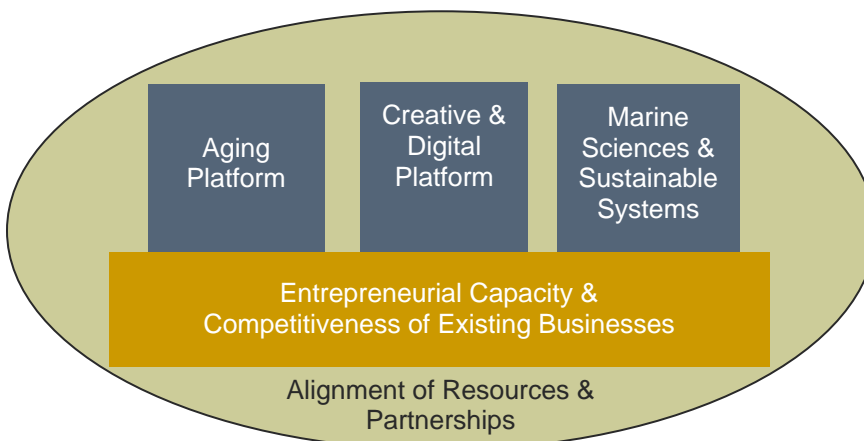 Aging
Platform
Creative &
Digital
Platform
Marine
Sciences &
Sustainable
Systems
Entrepreneurial Capacity &
Competitiveness of Existing Businesses
Alignment of Resources &
Partnerships